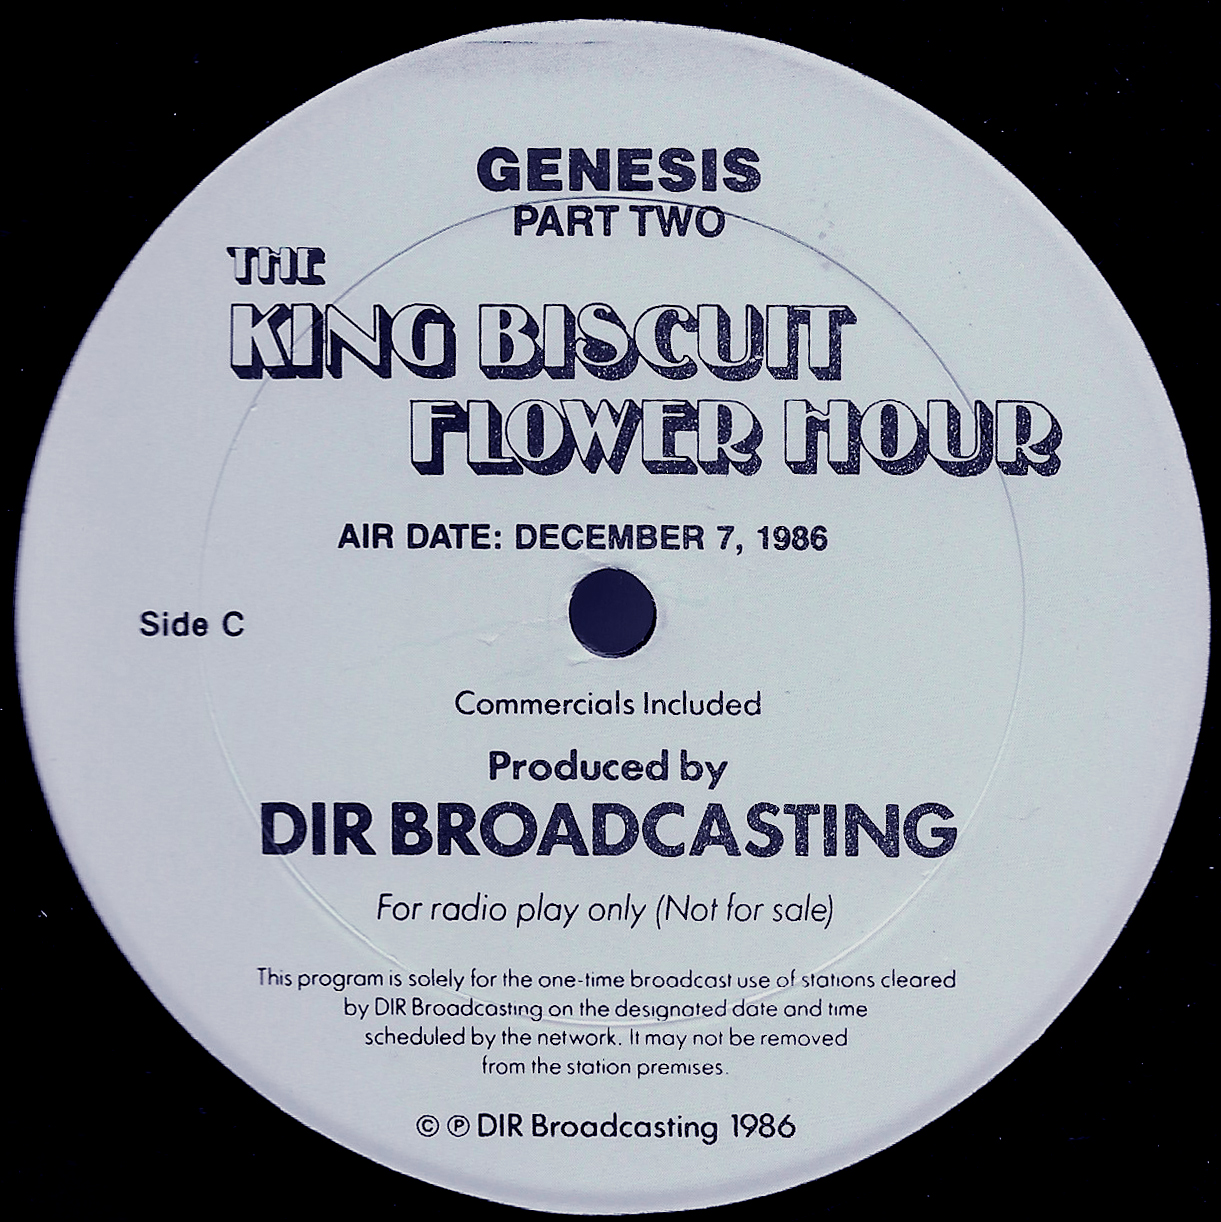 GENESIS
PART TWO
THE
KING BISCUIT
FLOWER HOUR
AIR DATE: DECEMBER 7, 1986
Side C
Commercials Included
Produced by
DIR BROADCASTING
For radio play only (Not for sale)
This program is solely for the one-time broadcast use of stations cleared
by DIR Broadcasting on the designated date and time
scheduled by the network. It may not be removed
from the station premises.
© ℗ DIR Broadcasting 1986